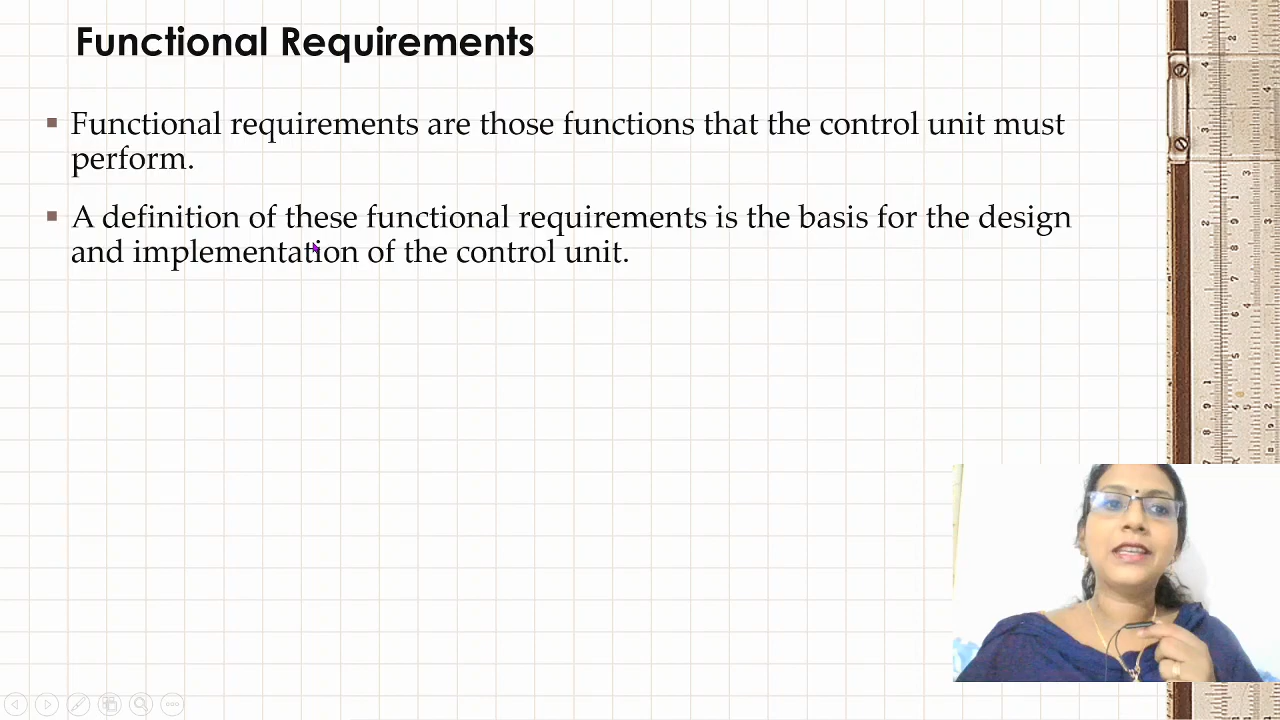 Functional Requirements
Functional requirements are those functions that the control unit must
perform.
A definition of these functional requirements is the basis for the design
and implementation of the control unit.